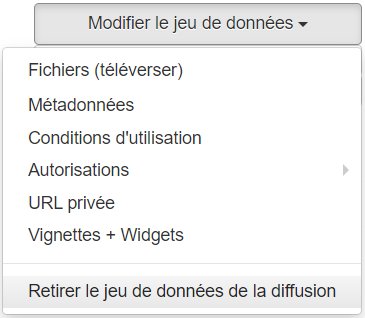 Modifier le jeu de données
Fichiers (téléverser)
Métadonnées
Conditions d'utilisation
Autorisations
URL privée
Vignettes + Widgets
Retirer le jeu de données de la diffusion